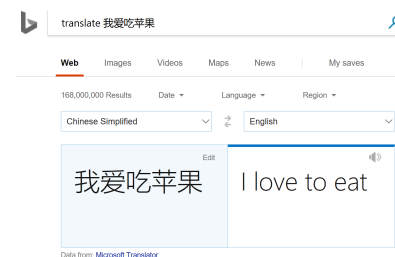 translate 我爱吃苹果
Web Images Videos Maps News My saves
168,000,000 Results Date Language Region
Chinese Simplified English
Edit
我爱吃苹果 I love to eat
Data from: Microsoft Translator